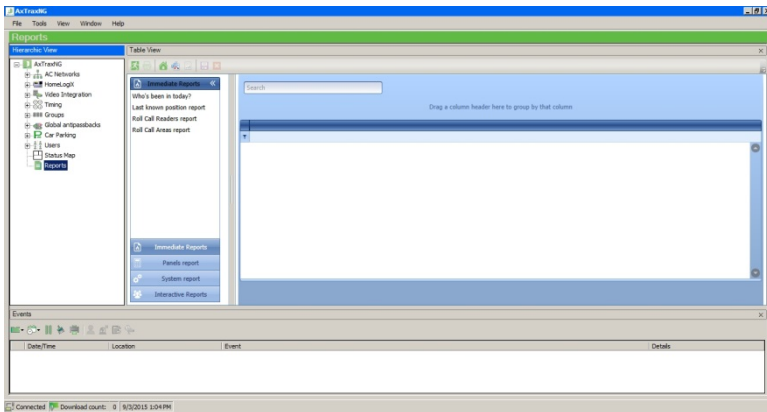 AxTraxNG
File Tools View Window Help
Reports
Hierarchic View
AxTraxNG
AC Networks
HomeLogiX
Video Integration
Timing
Groups
Global antipassbacks
Car Parking
Users
Status Map
Reports
Table View
Immediate Reports
Who's been in today?
Last known position report
Roll Call Readers report
Roll Call Areas report
Immediate Reports
Panels report
System report
Interactive Reports
Search
Drag a column header here to group by that column
Events
Date/Time Location Event Details
Connected Download count: 0 9/3/2015 1:04 PM